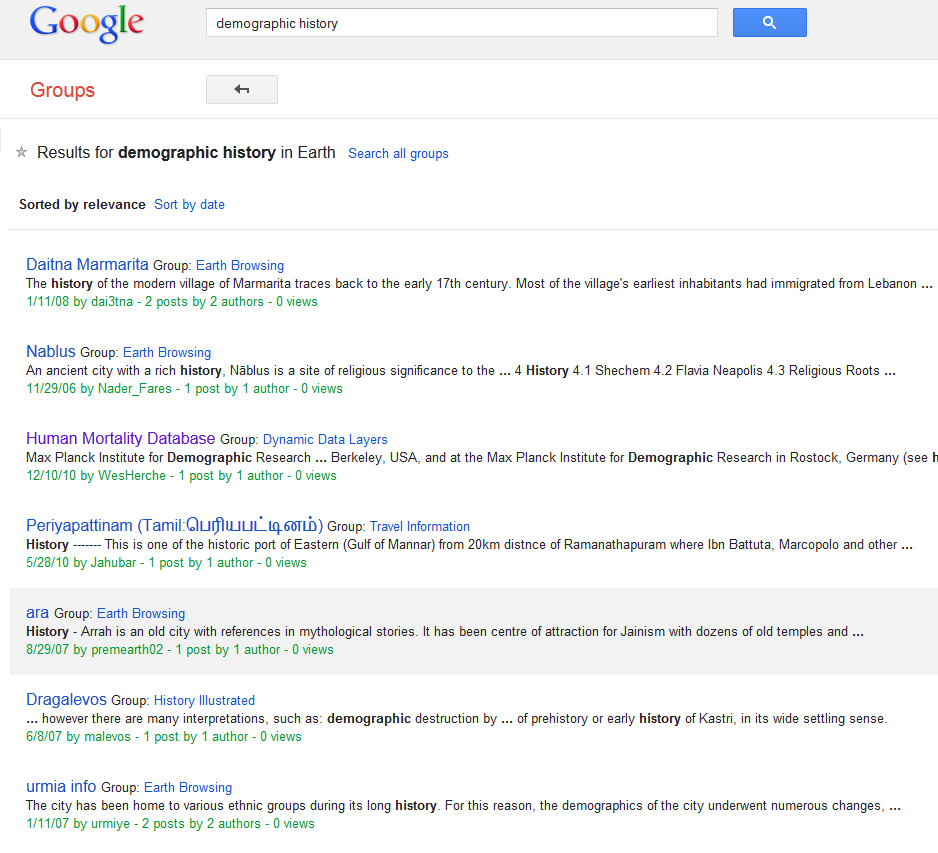 Google
demographic history
Groups
Results for demographic history in Earth Search all groups
Sorted by relevance Sort by date
Daitna Marmarita Group: Earth Browsing
The history of the modern village of Marmarita traces back to the early 17th century. Most of the village's earliest inhabitants had immigrated from Lebanon ...
1/11/08 by dai3tna - 2 posts by 2 authors - 0 views
Nablus Group: Earth Browsing
An ancient city with a rich history, Nāblus is a site of religious significance to the ... 4 History 4.1 Shechem 4.2 Flavia Neapolis 4.3 Religious Roots ...
11/29/06 by Nader_Fares - 1 post by 1 author - 0 views
Human Mortality Database Group: Dynamic Data Layers
Max Planck Institute for Demographic Research ... Berkeley, USA, and at the Max Planck Institute for Demographic Research in Rostock, Germany (see h
12/10/10 by WesHerche - 1 post by 1 author - 0 views
Periyapattinam (Tamil:பெரியபட்டினம்) Group: Travel Information
History ------- This is one of the historic port of Eastern (Gulf of Mannar) from 20km distnce of Ramanathapuram where Ibn Battuta, Marcopolo and other ...
5/28/10 by Jahubar - 1 post by 1 author - 0 views
ara Group: Earth Browsing
History - Arrah is an old city with references in mythological stories. It has been centre of attraction for Jainism with dozens of old temples and ...
8/29/07 by premearth02 - 1 post by 1 author - 0 views
Dragalevos Group: History Illustrated
... however there are many interpretations, such as: demographic destruction by ... of prehistory or early history of Kastri, in its wide settling sense.
6/8/07 by malevos - 1 post by 1 author - 0 views
urmia info Group: Earth Browsing
The city has been home to various ethnic groups during its long history. For this reason, the demographics of the city underwent numerous changes, ...
1/11/07 by urmiye - 2 posts by 2 authors - 0 views